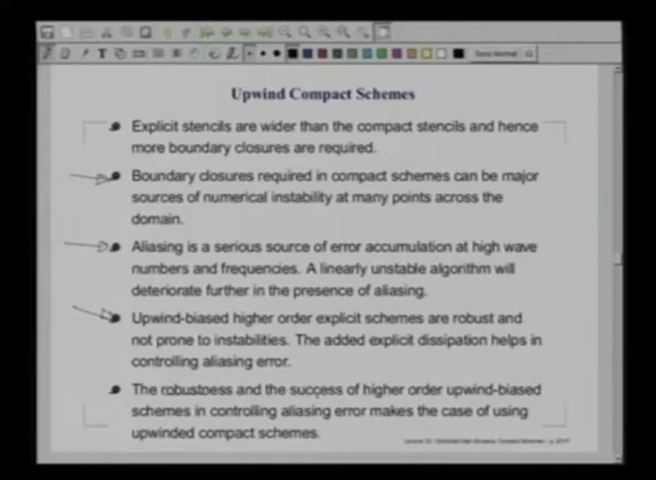 Upwind Compact Schemes
Explicit stencils are wider than the compact stencils and hence
more boundary closures are required.
Boundary closures required in compact schemes can be major
sources of numerical instability at many points across the
domain.
Aliasing is a serious source of error accumulation at high wave
numbers and frequencies. A linearly unstable algorithm will
deteriorate further in the presence of aliasing.
Upwind-biased higher order explicit schemes are robust and
not prone to instabilities. The added explicit dissipation helps in
controlling aliasing error.
The robustness and the success of higher order upwind-biased
schemes in controlling aliasing error makes the case of using
upwinded compact schemes.